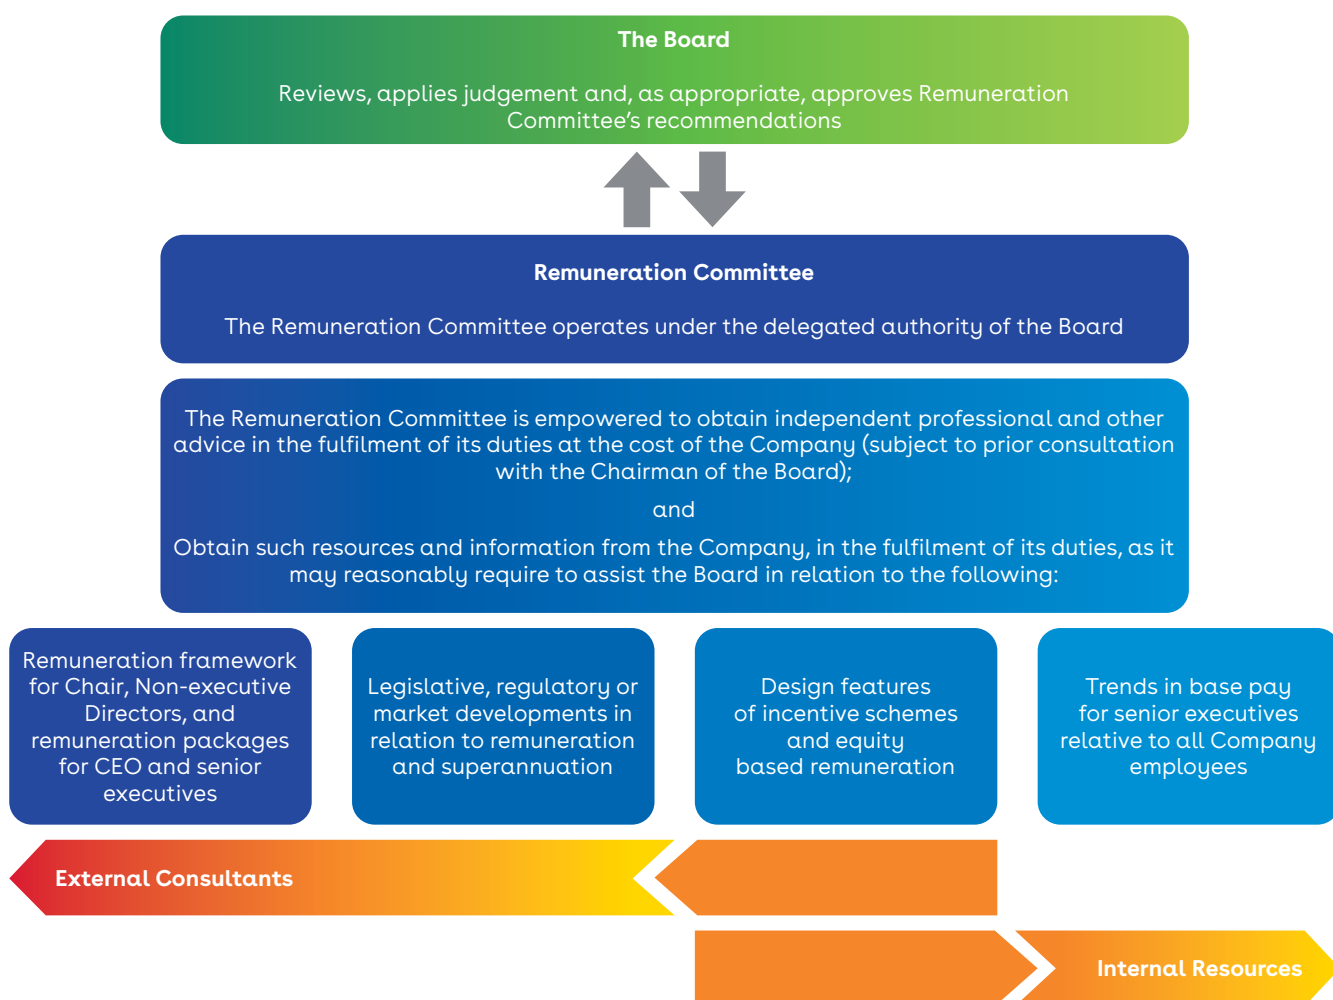 The Board
Reviews, applies judgement and, as appropriate, approves Remuneration
Committee's recommendations
Remuneration Committee
The Remuneration Committee operates under the delegated authority of the Board
The Remuneration Committee is empowered to obtain independent professional and other
advice in the fulfilment of its duties at the cost of the Company (subject to prior consultation
with the Chairman of the Board);
and
Obtain such resources and information from the Company, in the fulfilment of its duties, as it
may reasonably require to assist the Board in relation to the following:
Remuneration framework
for Chair, Non-executive
Directors, and
remuneration packages
for CEO and senior
executives
Legislative, regulatory or
market developments in
relation to remuneration
and superannuation
Design features
of incentive schemes
and equity
based remuneration
Trends in base pay
for senior executives
relative to all Company
employees
External Consultants
Internal Resources